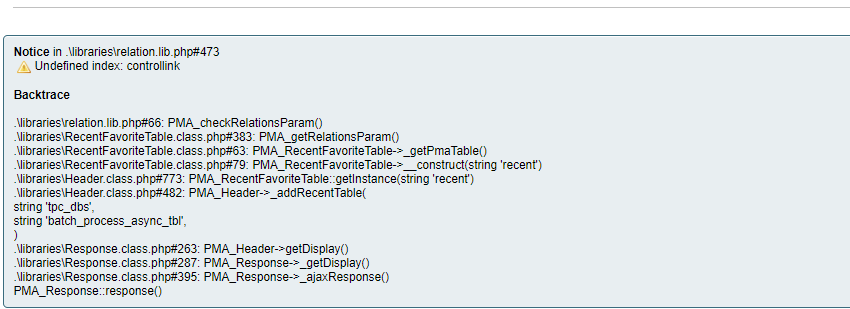 Notice in .\libraries\relation.lib.php#473
Undefined index: controllink
Backtrace
.\libraries\relation.lib.php#66: PMA_checkRelationsParam()
.\libraries\RecentFavoriteTable.class.php#383: PMA_getRelationsParam()
.\libraries\RecentFavoriteTable.class.php#63: PMA_RecentFavoriteTable->_getPmaTable()
.\libraries\RecentFavoriteTable.class.php#79: PMA_RecentFavoriteTable->__construct(string 'recent')
.\libraries\Header.class.php#773: PMA_RecentFavoriteTable::getInstance(string 'recent')
.\libraries\Header.class.php#482: PMA_Header->_addRecentTable(
string 'tpc_dbs',
string 'batch_process_async_tbl',
)
.\libraries\Response.class.php#263: PMA_Header->getDisplay()
.\libraries\Response.class.php#287: PMA_Response->_getDisplay()
.\libraries\Response.class.php#395: PMA_Response->_ajaxResponse()
PMA_Response::response()